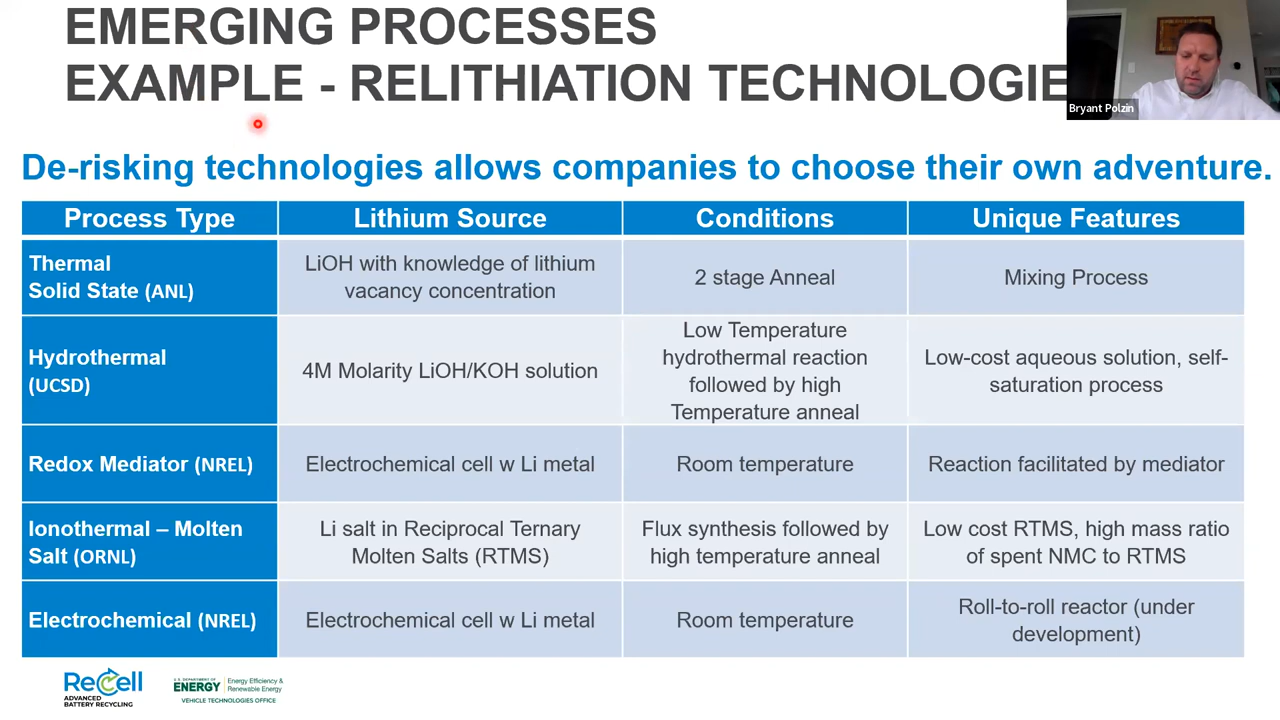 EMERGING PROCESSES
EXAMPLE - RELITHIATION TECHNOLOGIE
Bryant Polzin
De-risking technologies allows companies to choose their own adventure.
Process Type
Lithium Source
Conditions
Unique Features
Thermal
Solid State (ANL)
LiOH with knowledge of lithium
vacancy concentration
2 stage Anneal
Mixing Process
Hydrothermal
(UCSD)
4M Molarity LiOH/KOH solution
Low Temperature
hydrothermal reaction
followed by high
Temperature anneal
Low-cost aqueous solution, self-
saturation process
Redox Mediator (NREL)
Electrochemical cell w Li metal
Room temperature
Reaction facilitated by mediator
Ionothermal – Molten
Salt (ORNL)
Li salt in Reciprocal Ternary
Molten Salts (RTMS)
Flux synthesis followed by
high temperature anneal
Low cost RTMS, high mass ratio
of spent NMC to RTMS
Electrochemical (NREL)
Electrochemical cell w Li metal
Room temperature
Roll-to-roll reactor (under
development)
ReCell
ADVANCED
BATTERY RECYCLING
U.S. DEPARTMENT OF
ENERGY
Energy Efficiency &
Renewable Energy
VEHICLE TECHNOLOGIES OFFICE